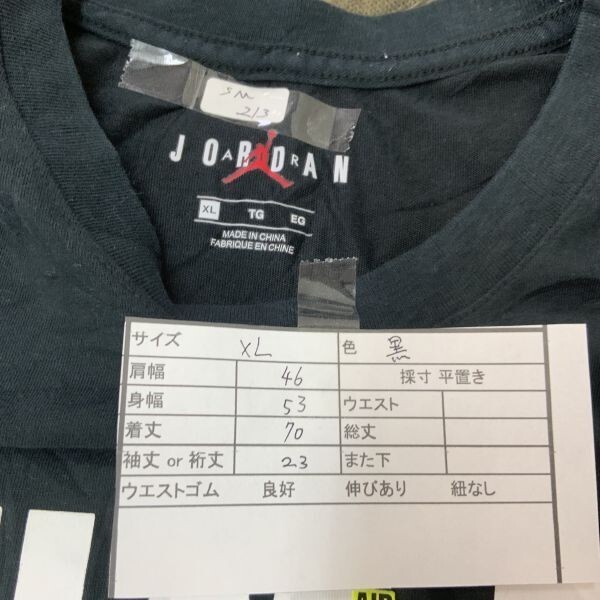 SM
213
JORDAN
AIR
XL TG EG
MADE IN CHINA
FABRIQUE EN CHINE
サイズ XL 色 黒
肩幅 46 採寸 平置き
身幅 53 ウエスト
着丈 70 総丈
袖丈 or 裄丈 23 また下
ウエストゴム 良好 伸びあり 紐なし
AIR